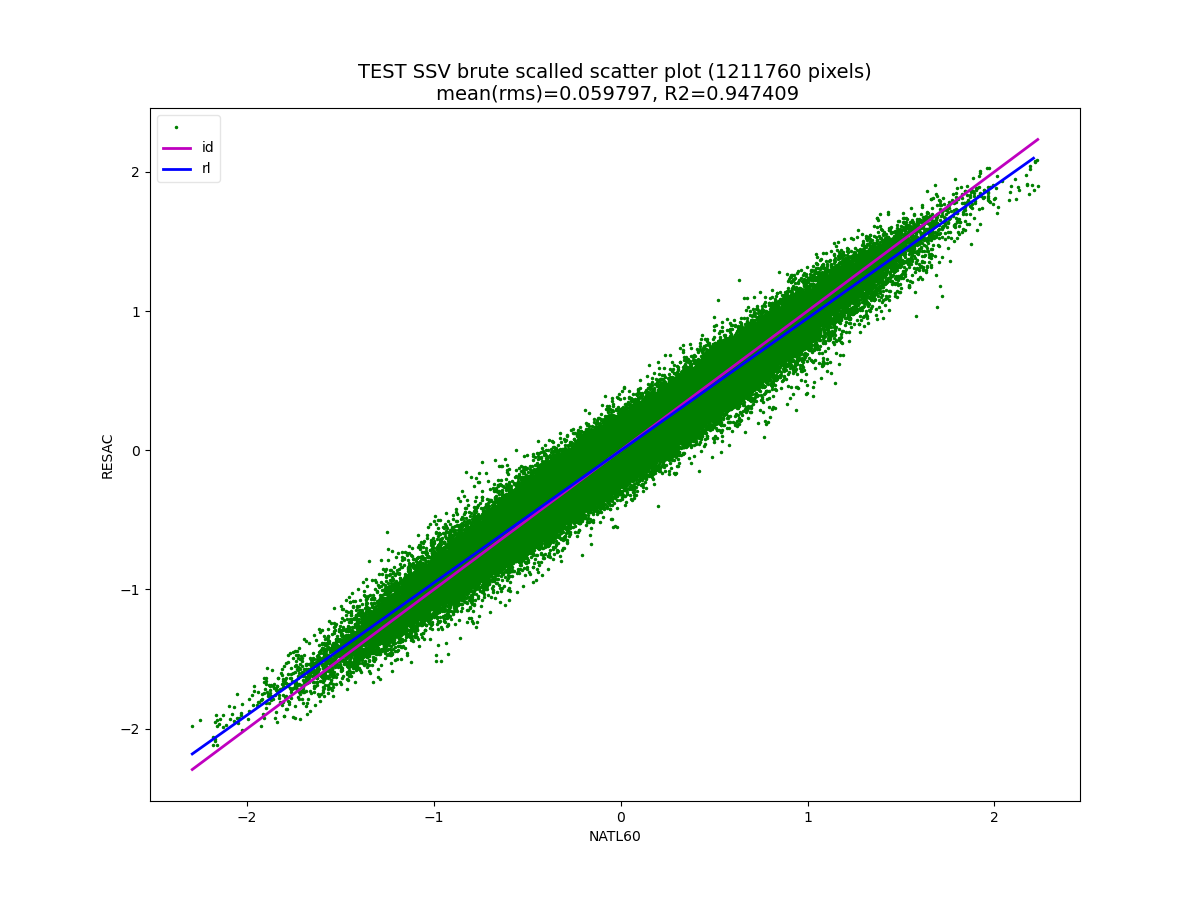 TEST SSV brute scalled scatter plot (1211760 pixels)
mean(rms)=0.059797, R2=0.947409
id
rl
2
1
0
−1
−2
RESAC
−2
−1
0
1
2
NATL60